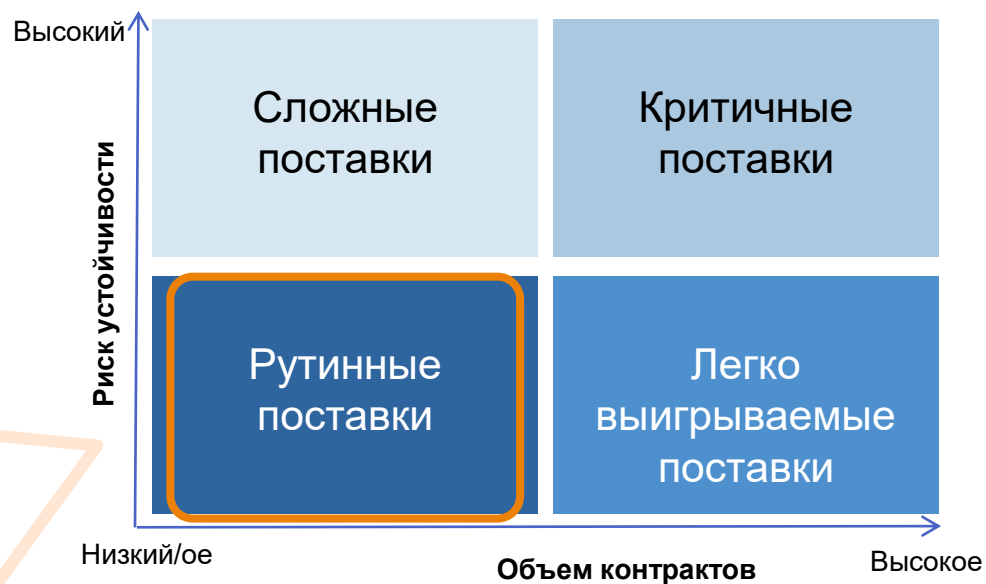 Высокий
Сложные
поставки
Критичные
поставки
Риск устойчивости
Рутинные
поставки
Легко
выигрываемые
поставки
Низкий/ое
Объем контрактов
Высокое